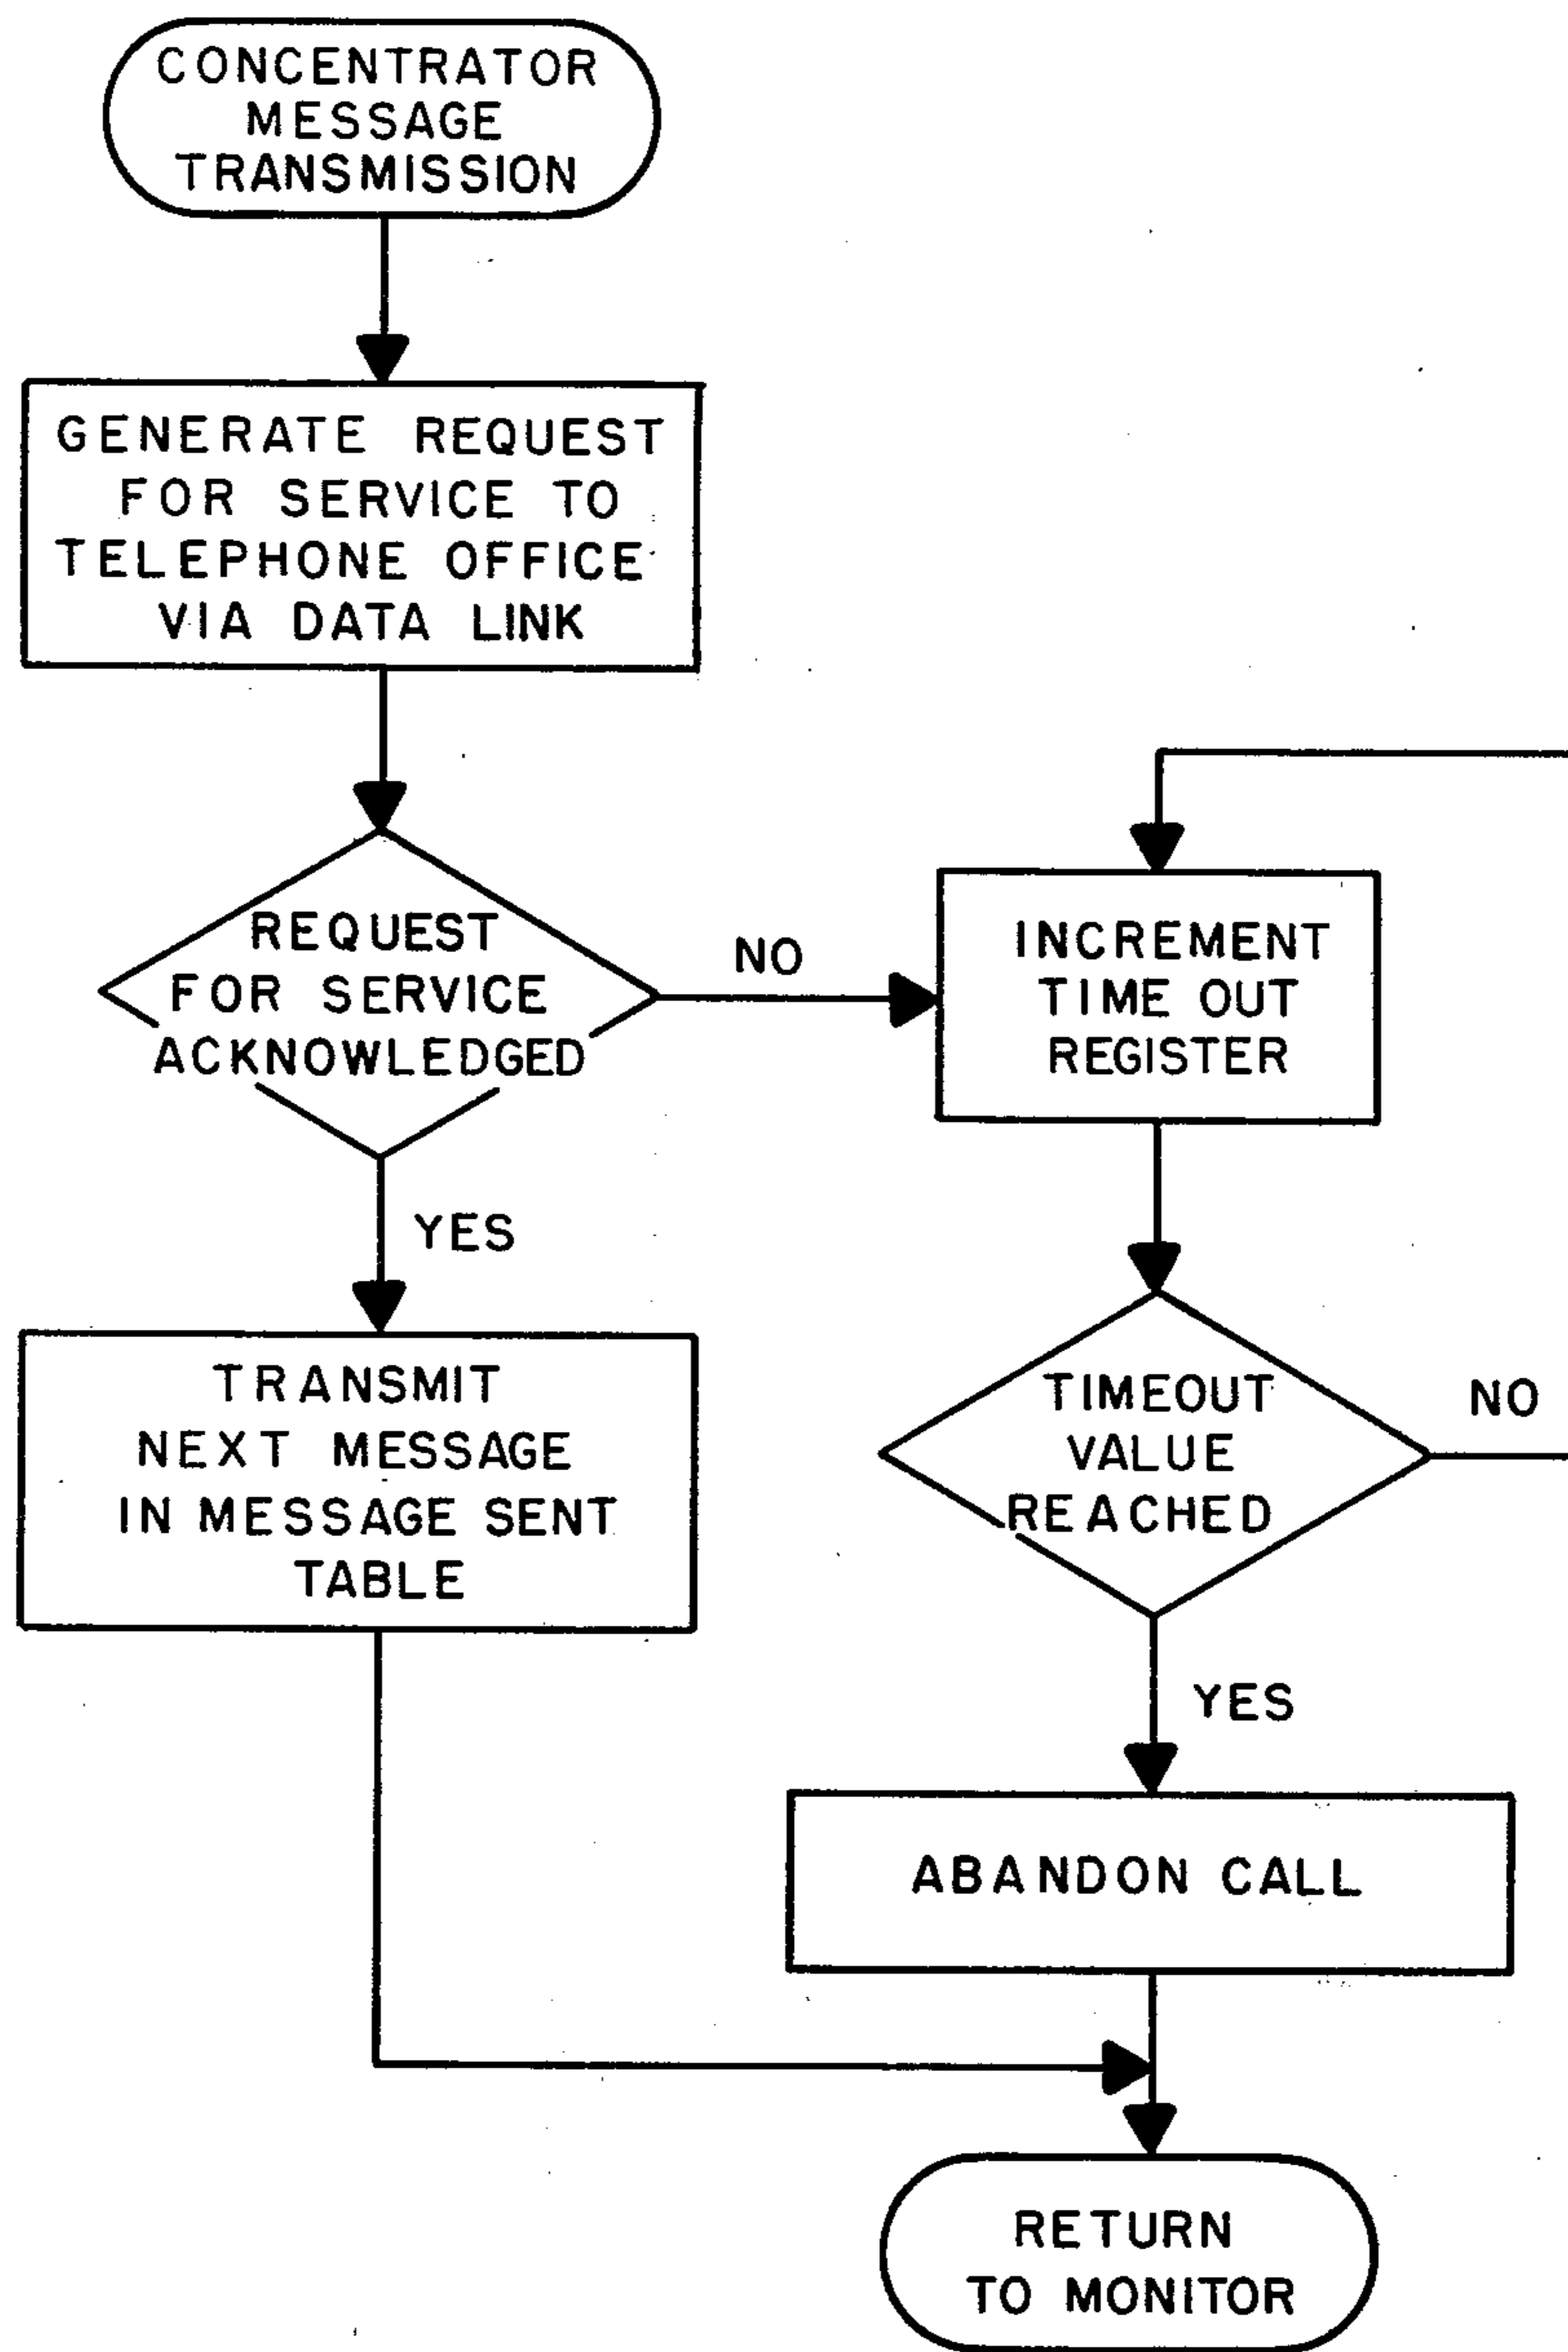 CONCENTRATOR
MESSAGE
TRANSMISSION
GENERATE REQUEST
FOR SERVICE TO
TELEPHONE OFFICE
VIA DATA LINK
REQUEST
FOR SERVICE
ACKNOWLEDGED
NO
YES
INCREMENT
TIME OUT
REGISTER
TRANSMIT
NEXT MESSAGE
IN MESSAGE SENT
TABLE
TIMEOUT
VALUE
REACHED
NO
YES
ABANDON CALL
RETURN
TO MONITOR